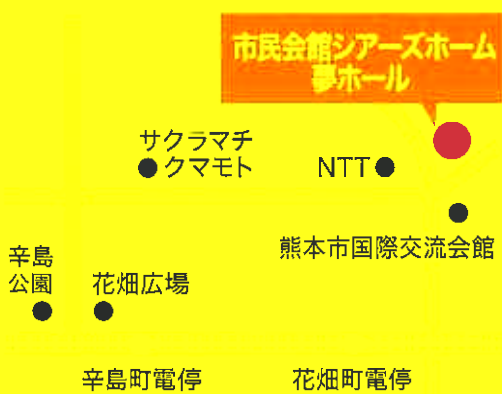 市民会館シアーズホーム
夢ホール
サクラマチ
クマモト
NTT
熊本市国際交流会館
辛島
公園
花畑広場
辛島町電停
花畑町電停